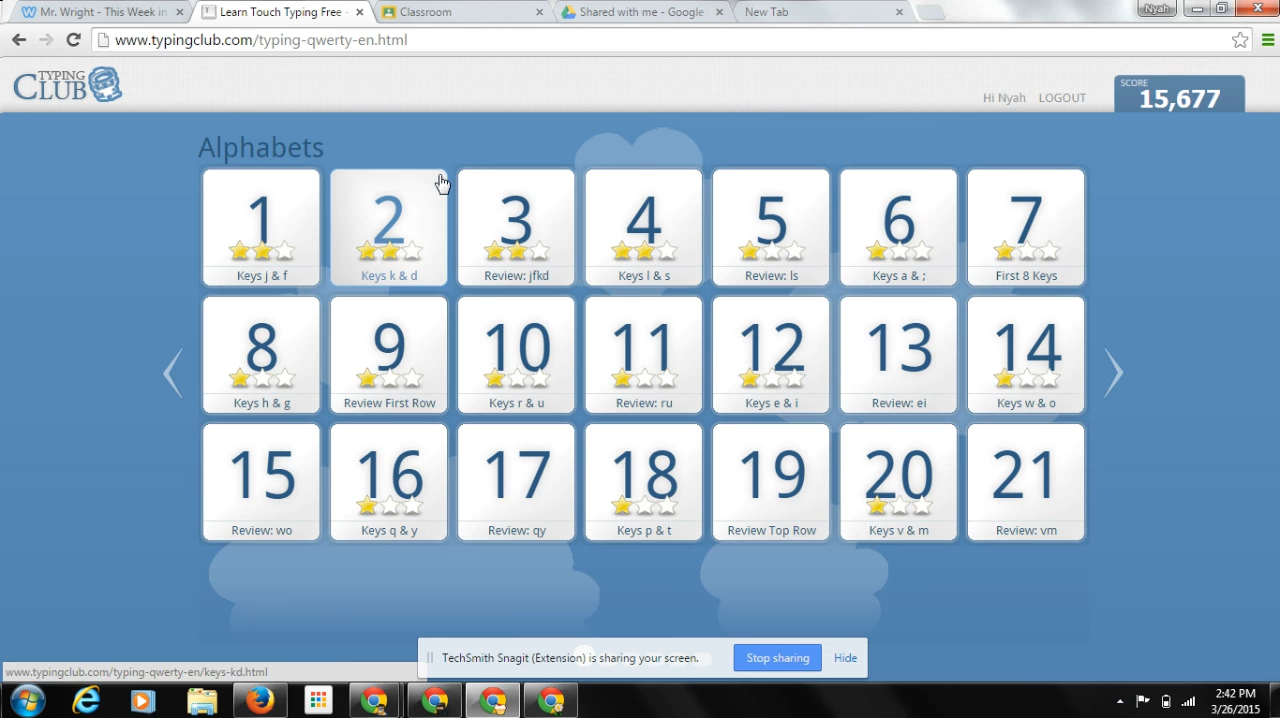 Mr. Wright - This Week in
Learn Touch Typing Free -
Classroom
Shared with me - Google
New Tab
Nyah
www.typingclub.com/typing-qwerty-en.html
TYPING
CLUB
Hi Nyah LOGOUT
SCORE
15,677
Alphabets
1 2 3 4 5 6 7
Keys j & f Keys k & d Review: jfkd Keys l & s Review: ls Keys a & ; First 8 Keys
8 9 10 11 12 13 14
Keys h & g Review First Row Keys r & u Review: ru Keys e & i Review: ei Keys w & o
15 16 17 18 19 20 21
Review: wo Keys q & y Review: qy Keys p & t Review Top Row Keys v & m Review: vm
TechSmith Snagit (Extension) is sharing your screen. Stop sharing Hide
www.typingclub.com/typing-qwerty-en/keys-kd.html
2:42 PM
3/26/2015